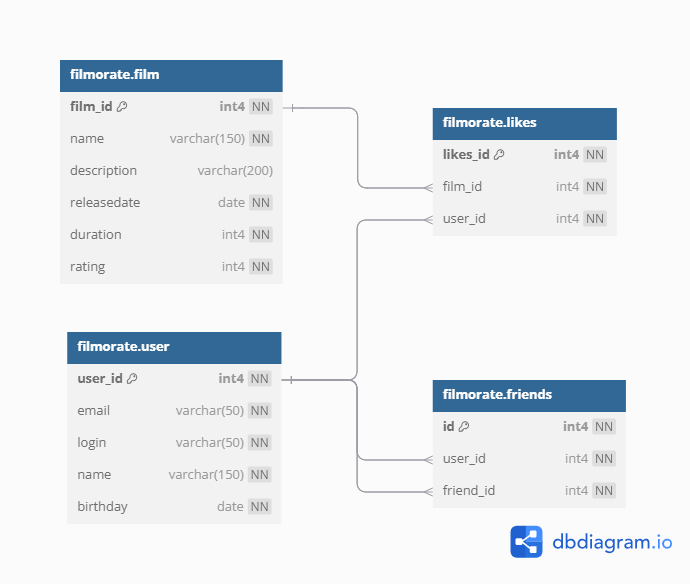 filmorate.film
film_id int4 NN
name varchar(150) NN
description varchar(200)
releasedate date NN
duration int4 NN
rating int4 NN
filmorate.likes
likes_id int4 NN
film_id int4 NN
user_id int4 NN
filmorate.user
user_id int4 NN
email varchar(50) NN
login varchar(50) NN
name varchar(150) NN
birthday date NN
filmorate.friends
id int4 NN
user_id int4 NN
friend_id int4 NN
dbdiagram.io